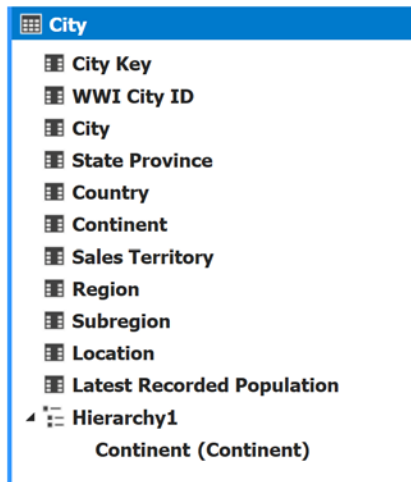 City
City Key
WWI City ID
City
State Province
Country
Continent
Sales Territory
Region
Subregion
Location
Latest Recorded Population
Hierarchy1
Continent (Continent)